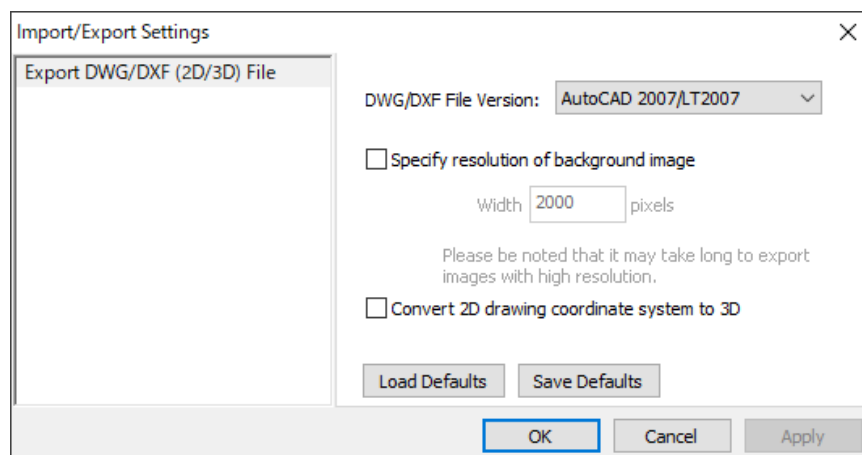 Import/Export Settings
Export DWG/DXF (2D/3D) File
DWG/DXF File Version:
AutoCAD 2007/LT2007
Specify resolution of background image
Width
2000
pixels
Please be noted that it may take long to export
images with high resolution.
Convert 2D drawing coordinate system to 3D
Load Defaults
Save Defaults
OK
Cancel
Apply